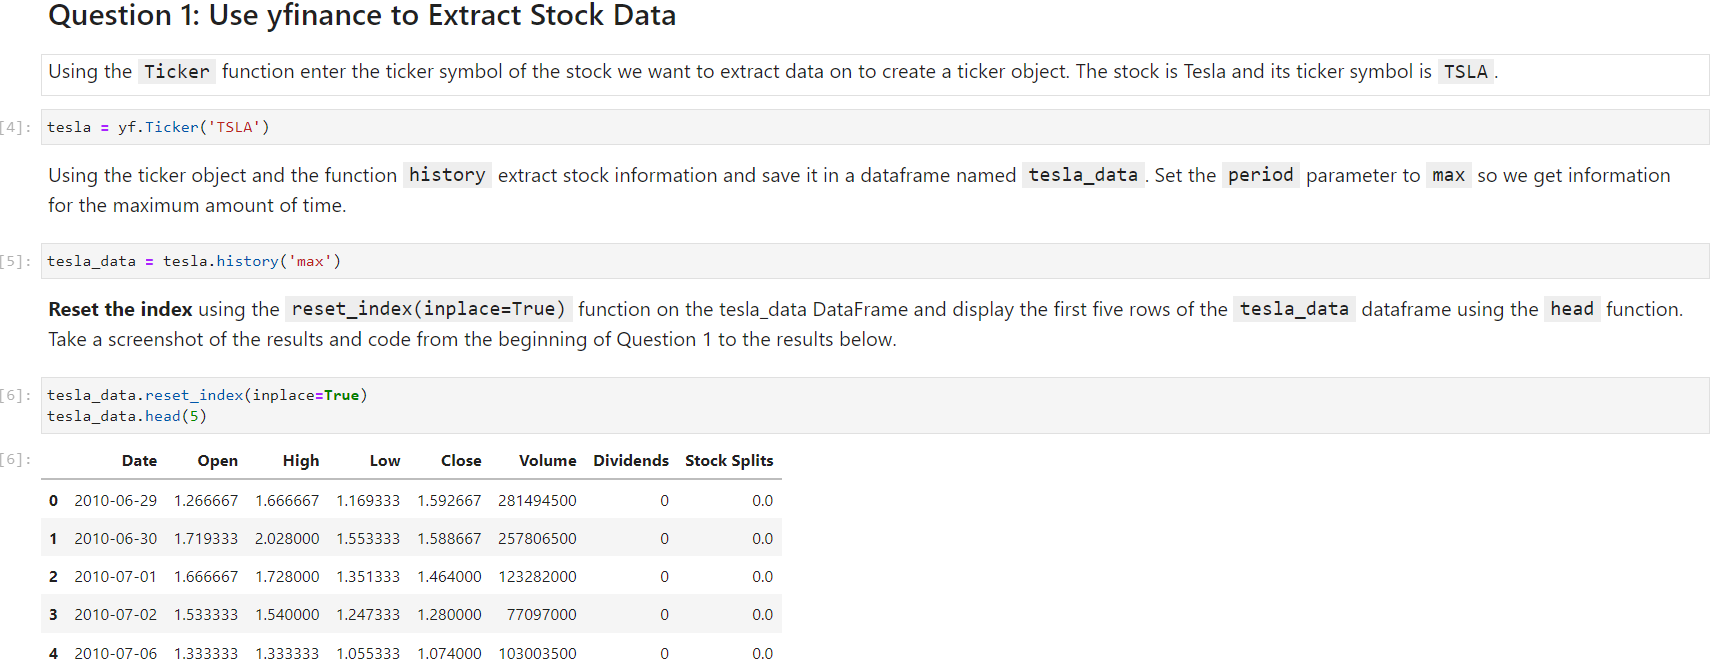 Question 1: Use yfinance to Extract Stock Data
Using the Ticker function enter the ticker symbol of the stock we want to extract data on to create a ticker object. The stock is Tesla and its ticker symbol is TSLA .
[4]: tesla = yf.Ticker('TSLA')
Using the ticker object and the function history extract stock information and save it in a dataframe named tesla_data . Set the period parameter to max so we get information
for the maximum amount of time.
[5]: tesla_data = tesla.history('max')
Reset the index using the reset_index(inplace=True) function on the tesla_data DataFrame and display the first five rows of the tesla_data dataframe using the head function.
Take a screenshot of the results and code from the beginning of Question 1 to the results below.
[6]: tesla_data.reset_index(inplace=True)
tesla_data.head(5)
[6]: Date Open High Low Close Volume Dividends Stock Splits
0 2010-06-29 1.266667 1.666667 1.169333 1.592667 281494500 0 0.0
1 2010-06-30 1.719333 2.028000 1.553333 1.588667 257806500 0 0.0
2 2010-07-01 1.666667 1.728000 1.351333 1.464000 123282000 0 0.0
3 2010-07-02 1.533333 1.540000 1.247333 1.280000 77097000 0 0.0
4 2010-07-06 1.333333 1.333333 1.055333 1.074000 103003500 0 0.0